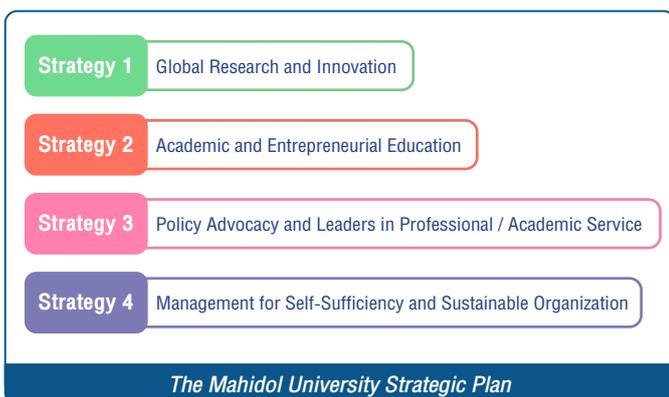 Strategy 1 Global Research and Innovation
Strategy 2 Academic and Entrepreneurial Education
Strategy 3 Policy Advocacy and Leaders in Professional / Academic Service
Strategy 4 Management for Self-Sufficiency and Sustainable Organization
The Mahidol University Strategic Plan